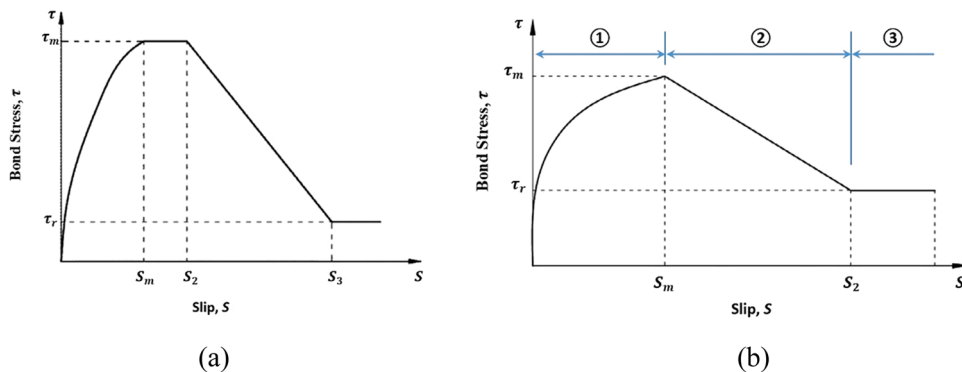 τ
τm
Bond Stress, τ
τr
Sm
S2
S3
S
Slip, S
(a)
τ
① ② ③
τm
Bond Stress, τ
τr
Sm
S2
S
Slip, S
(b)